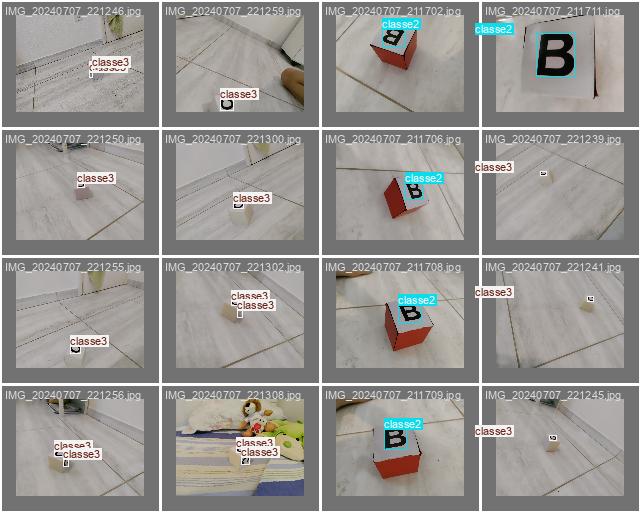 IMG_20240707_221246.jpg
classe3
IMG_20240707_221259.jpg
classe3
C
IMG_20240707_211702.jpg
classe2
B
IMG_20240707_211711.jpg
classe2
B
IMG_20240707_221250.jpg
classe3
IMG_20240707_221300.jpg
classe3
IMG_20240707_211706.jpg
classe2
B
IMG_20240707_221239.jpg
classe3
IMG_20240707_221255.jpg
classe3
IMG_20240707_221302.jpg
classe3
classe3
IMG_20240707_211708.jpg
classe2
B
IMG_20240707_221241.jpg
classe3
IMG_20240707_221256.jpg
classe3
classe3
IMG_20240707_221308.jpg
classe3
classe3
IMG_20240707_211709.jpg
classe2
B
IMG_20240707_221245.jpg
classe3